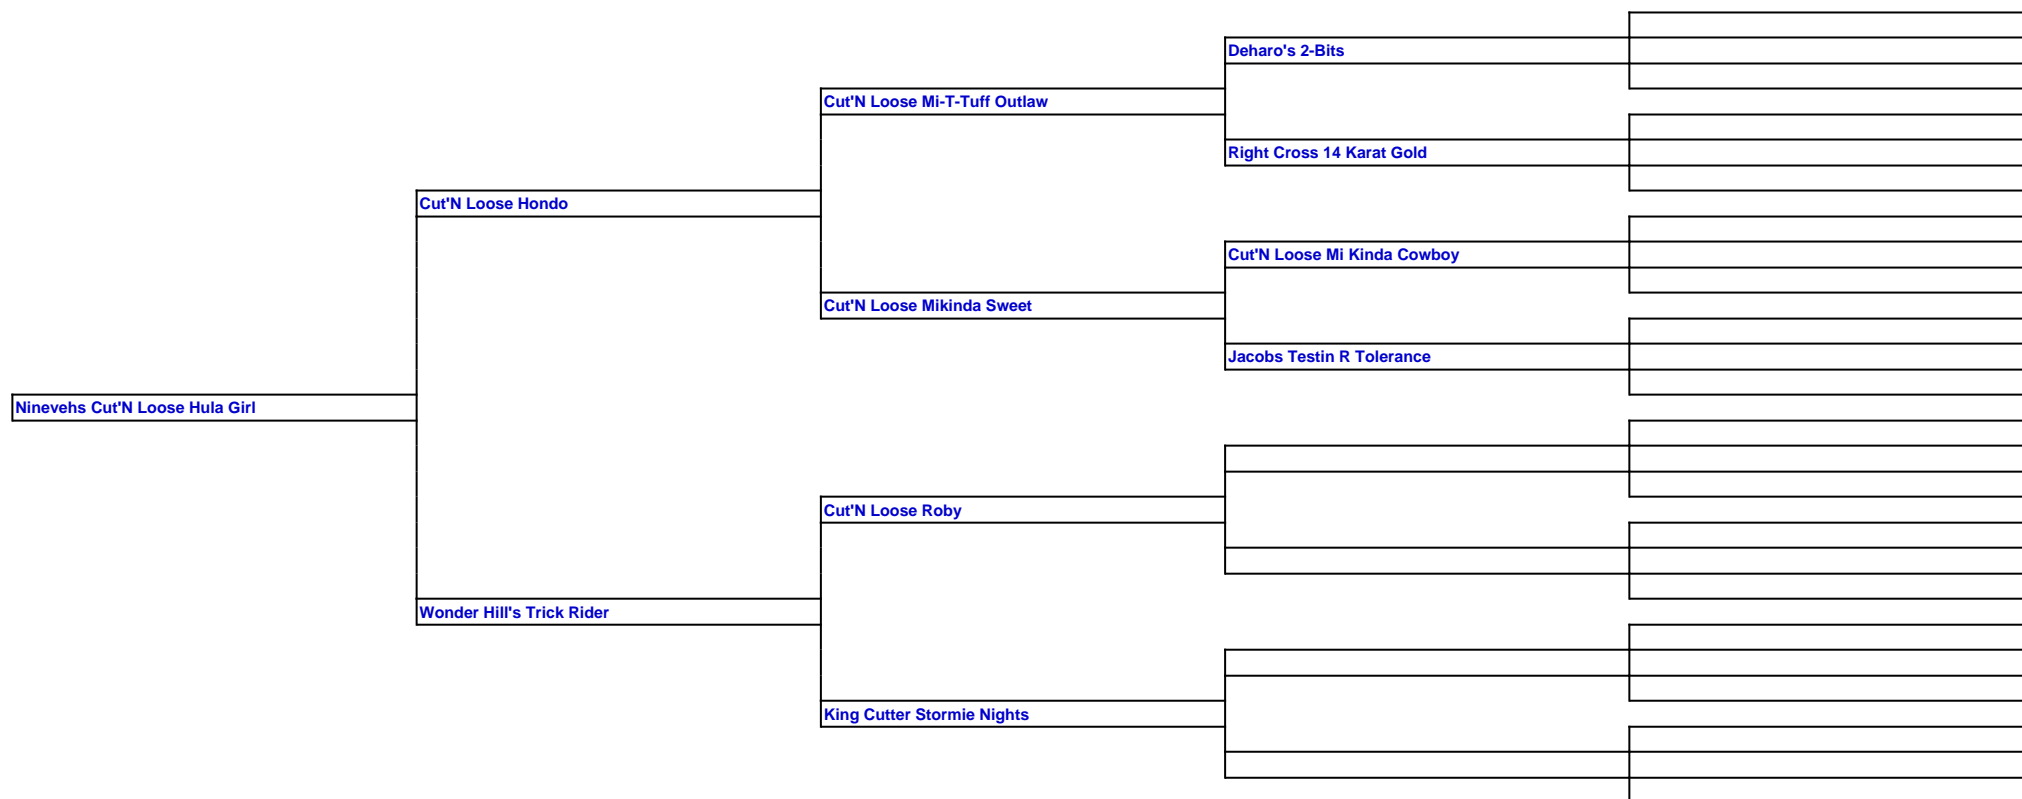 Deharo's 2-Bits
Cut'N Loose Mi-T-Tuff Outlaw
Right Cross 14 Karat Gold
Cut'N Loose Hondo
Cut'N Loose Mi Kinda Cowboy
Cut'N Loose Mikinda Sweet
Jacobs Testin R Tolerance
Ninevehs Cut'N Loose Hula Girl
Cut'N Loose Roby
Wonder Hill's Trick Rider
King Cutter Stormie Nights